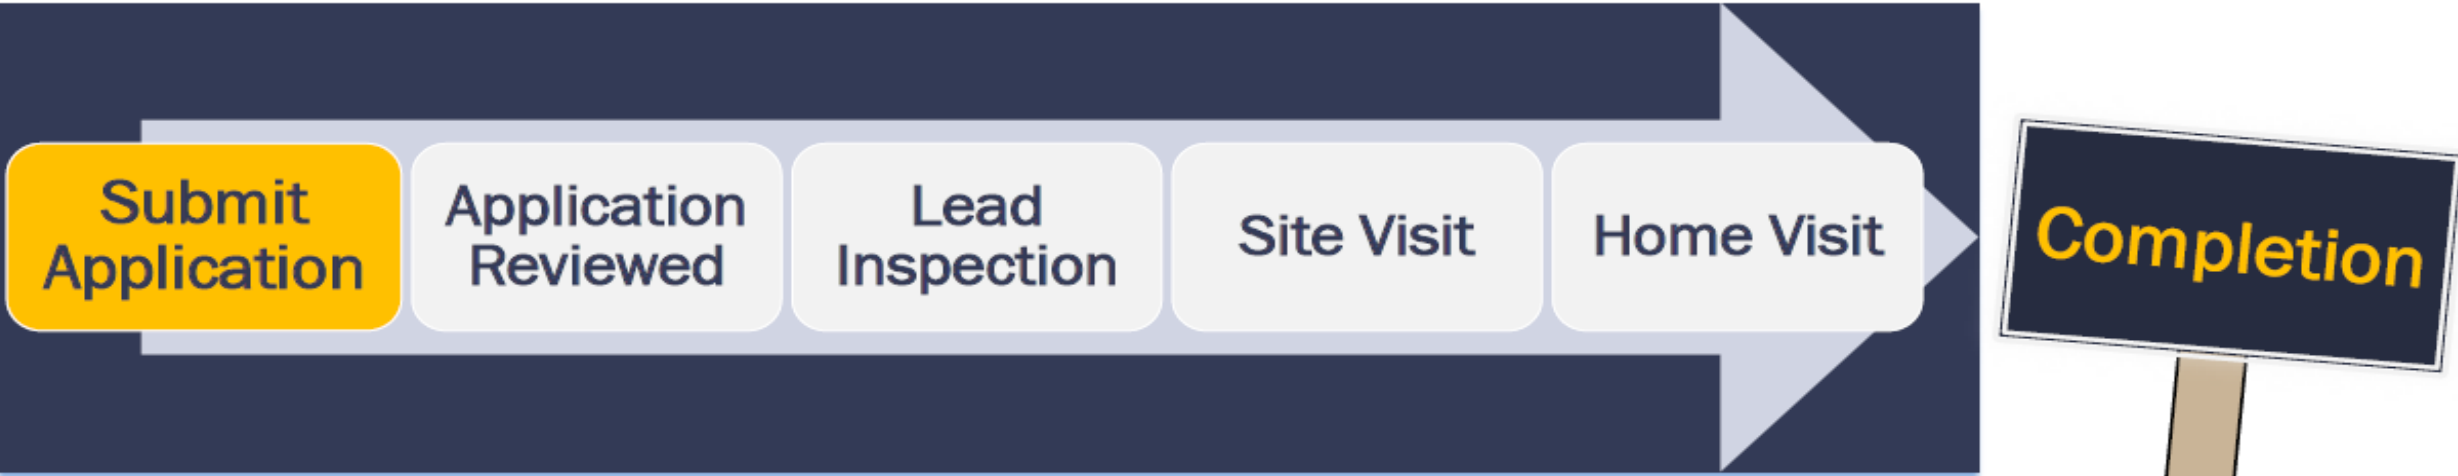 Submit
Application
Application
Reviewed
Lead
Inspection
Site Visit
Home Visit
Completion